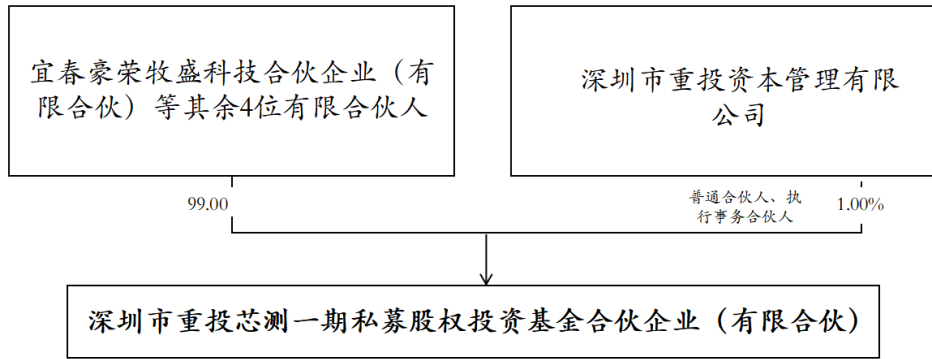 宜春豪荣牧盛科技合伙企业（有
限合伙）等其余4位有限合伙人
深圳市重投资本管理有限
公司
99.00
普通合伙人、执
行事务合伙人
1.00%
深圳市重投芯测一期私募股权投资基金合伙企业（有限合伙）